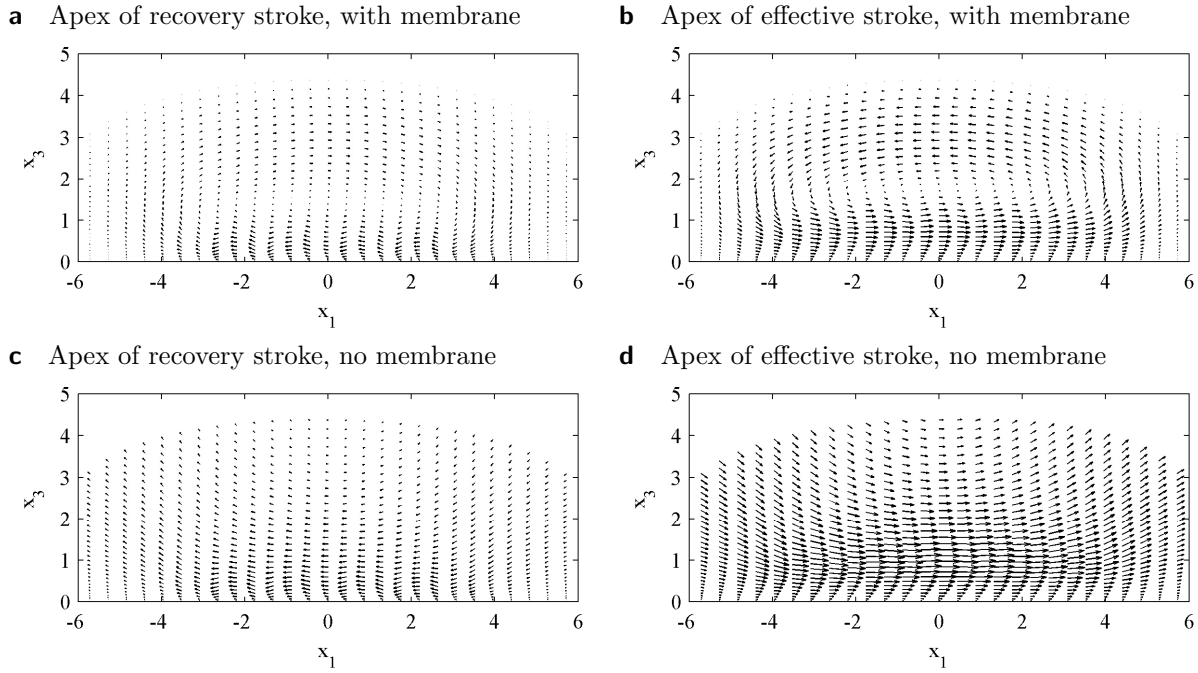 a Apex of recovery stroke, with membrane
5
4
3
2
1
0
x3
-6 -4 -2 0 2 4 6
x1
b Apex of effective stroke, with membrane
5
4
3
2
1
0
x3
-6 -4 -2 0 2 4 6
x1
c Apex of recovery stroke, no membrane
5
4
3
2
1
0
x3
-6 -4 -2 0 2 4 6
x1
d Apex of effective stroke, no membrane
5
4
3
2
1
0
x3
-6 -4 -2 0 2 4 6
x1